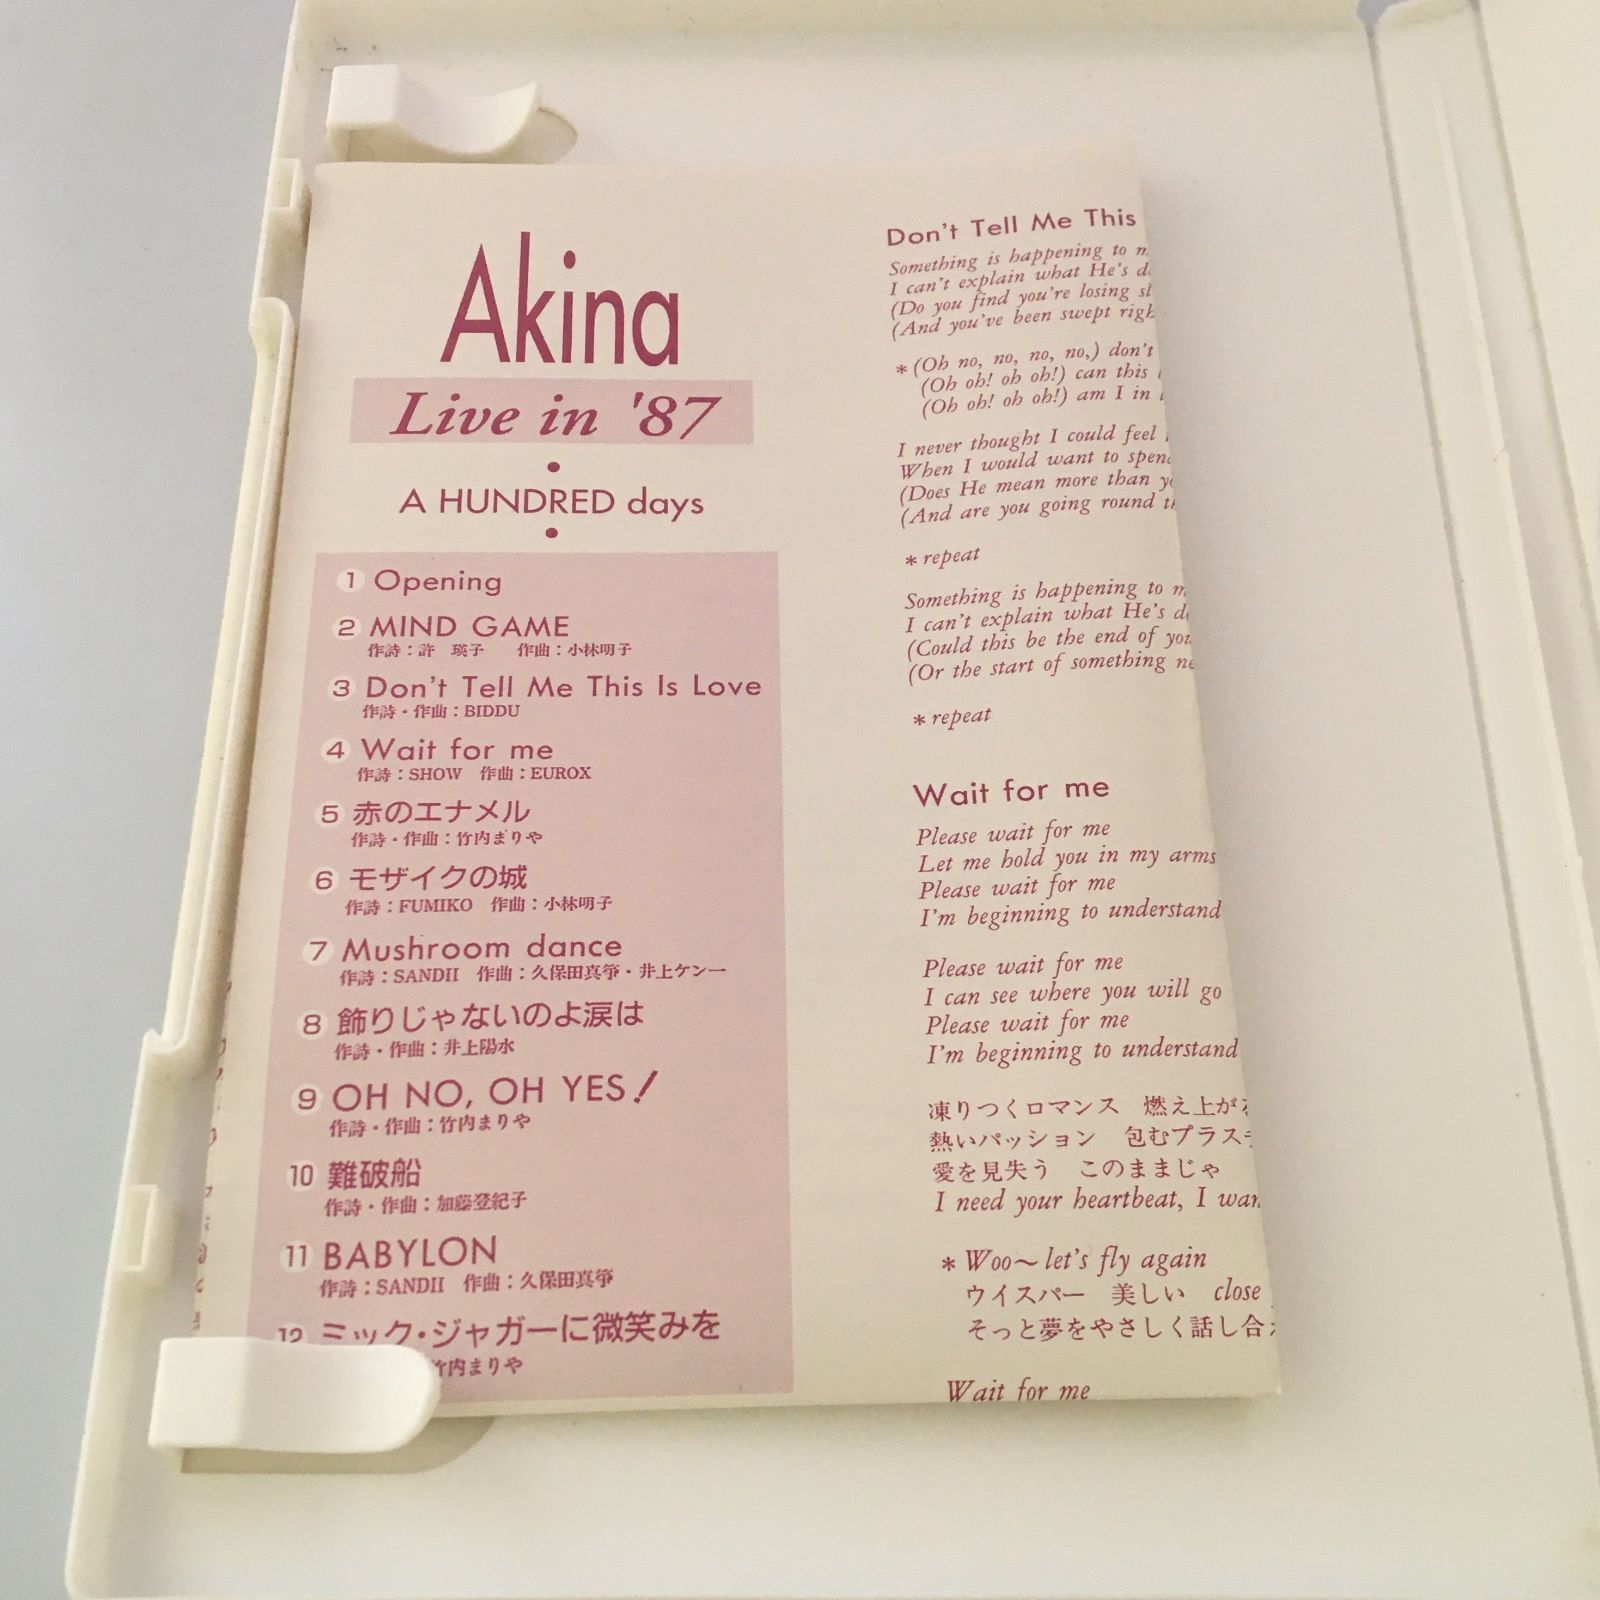 Akina
Live in '87
•
A HUNDRED days
•
1 Opening
2 MIND GAME
作詩：許　瑛子　作曲：小林明子
3 Don't Tell Me This Is Love
作詩・作曲：BIDDU
4 Wait for me
作詩：SHOW　作曲：EUROX
5 赤のエナメル
作詩・作曲：竹内まりや
6 モザイクの城
作詩：FUMIKO　作曲：小林明子
7 Mushroom dance
作詩：SANDII　作曲：久保田真箏・井上ケン一
8 飾りじゃないのよ涙は
作詩・作曲：井上陽水
9 OH NO, OH YES!
作詩・作曲：竹内まりや
10 難破船
作詩・作曲：加藤登紀子
11 BABYLON
作詩：SANDII　作曲：久保田真箏
12 ミック・ジャガーに微笑みを
竹内まりや
Don't Tell Me This
Something is happening to
I can't explain what He's
(Do you find you're losing
(And you've been swept
*(Oh no, no, no, no,) don't
(Oh oh! oh oh!) can this
(Oh oh! oh oh!) am I in
I never thought I could feel
When I would want to
(Does He mean more than
(And are you going round
* repeat
Something is happening to
I can't explain what He's
(Could this be the end of
(Or the start of something
* repeat
Wait for me
Please wait for me
Let me hold you in my arms
Please wait for me
I'm beginning to understand
Please wait for me
I can see where you will go
Please wait for me
I'm beginning to understand
凍りつくロマンス　燃え上が
熱いパッション　包むプラス
愛を見失う　このままじゃ
I need your heartbeat, I
* Woo〜let's fly again
ウイスパー　美しい　close
そっと夢をやさしく話し合
Wait for me